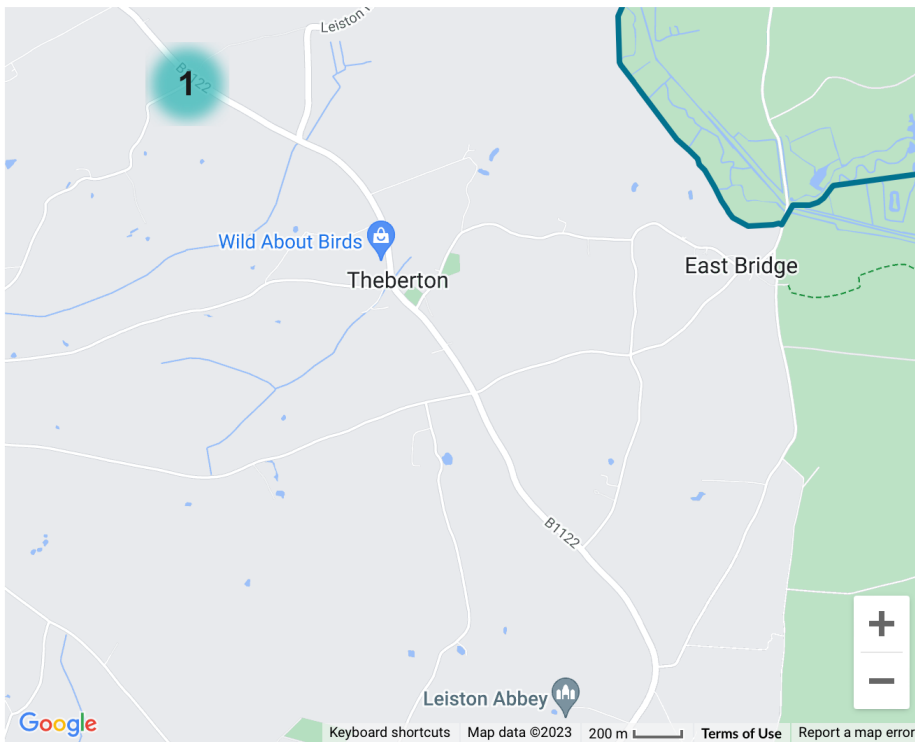 Leiston
1
B1122
Wild About Birds
Theberton
East Bridge
B1122
+
−
Leiston Abbey
Google
Keyboard shortcuts
Map data ©2023
200 m
Terms of Use
Report a map error